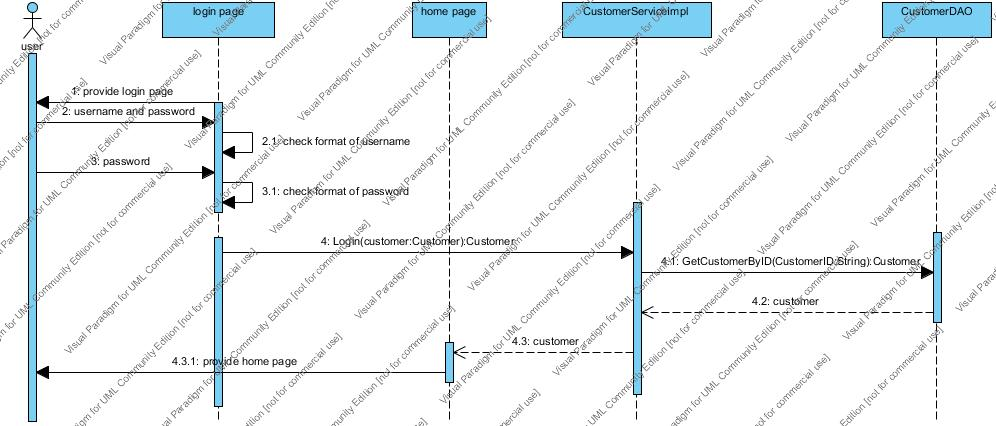 login page
home page
CustomerServiceImpl
CustomerDAO
user
1: provide login page
2: username and password
2.1: check format of username
3: password
3.1: check format of password
4: Login(customer:Customer):Customer
4.1: GetCustomerByID(CustomerID:String):Customer
4.2: customer
4.3: customer
4.3.1: provide home page
Visual Paradigm for UML Community Edition [not for commercial use]